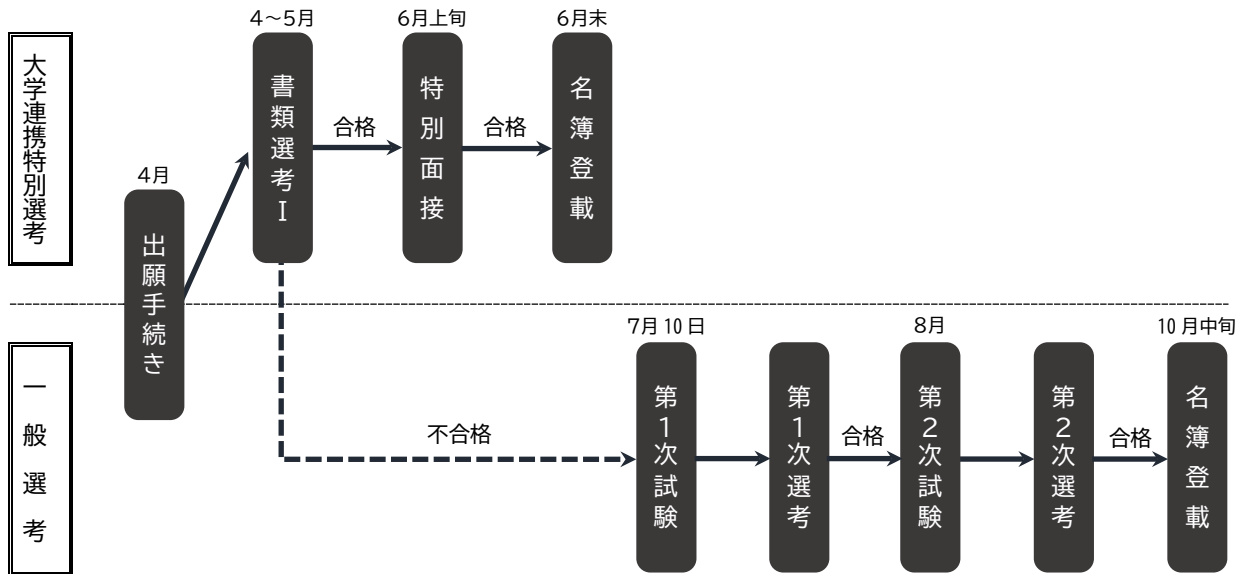 大学連携特別選考
4月
出願手続き
4～5月
書類選考Ⅰ
合格
6月上旬
特別面接
合格
6月末
名簿登載
一般選考
不合格
7月10日
第1次試験
第1次選考
合格
8月
第2次試験
第2次選考
合格
10月中旬
名簿登載